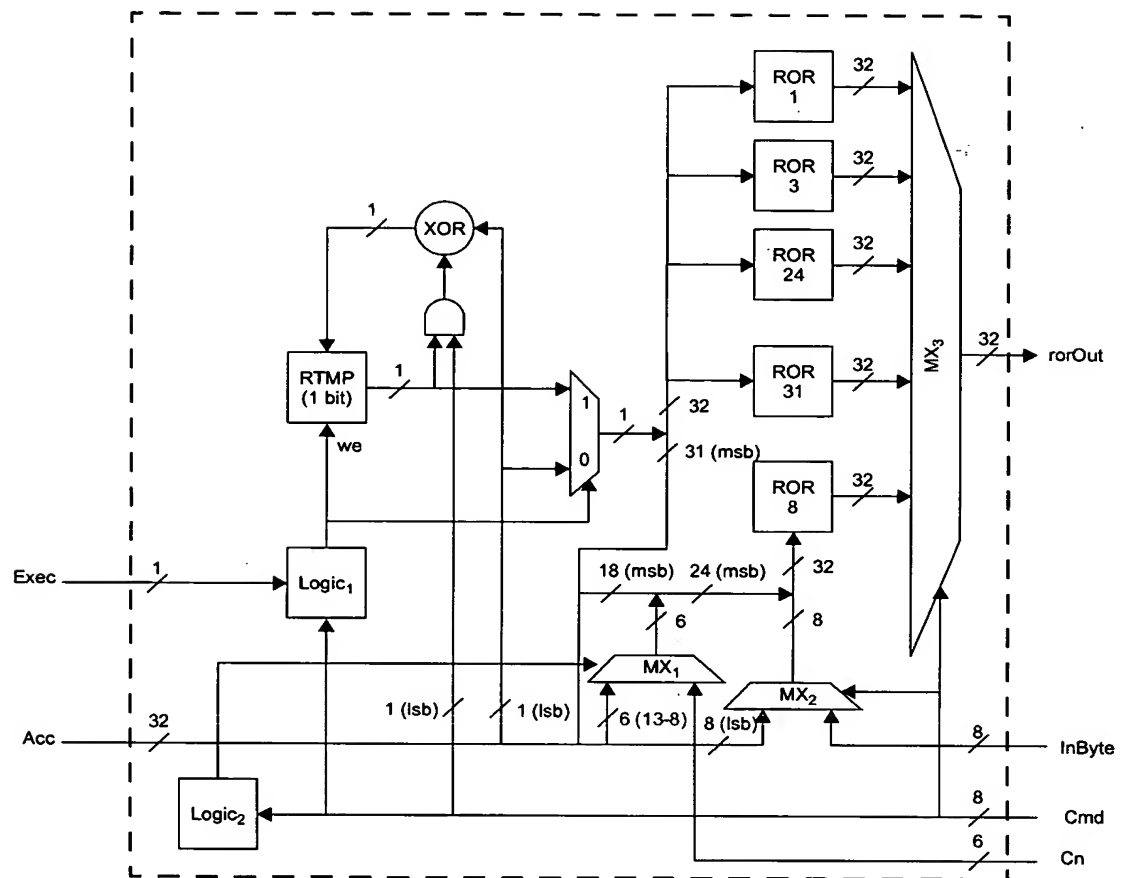 32
ROR
1
32
ROR
3
1
XOR
32
ROR
24
RTMP
(1 bit)
1
we
1
0
1
32
31 (msb)
32
ROR
31
MX3
32
rorOut
32
ROR
8
Exec
1
Logic1
18 (msb)
24 (msb)
32
6
8
MX1
MX2
1 (lsb)
1 (lsb)
6 (13-8)
8 (lsb)
Acc
32
8
InByte
Logic2
8
Cmd
6
Cn